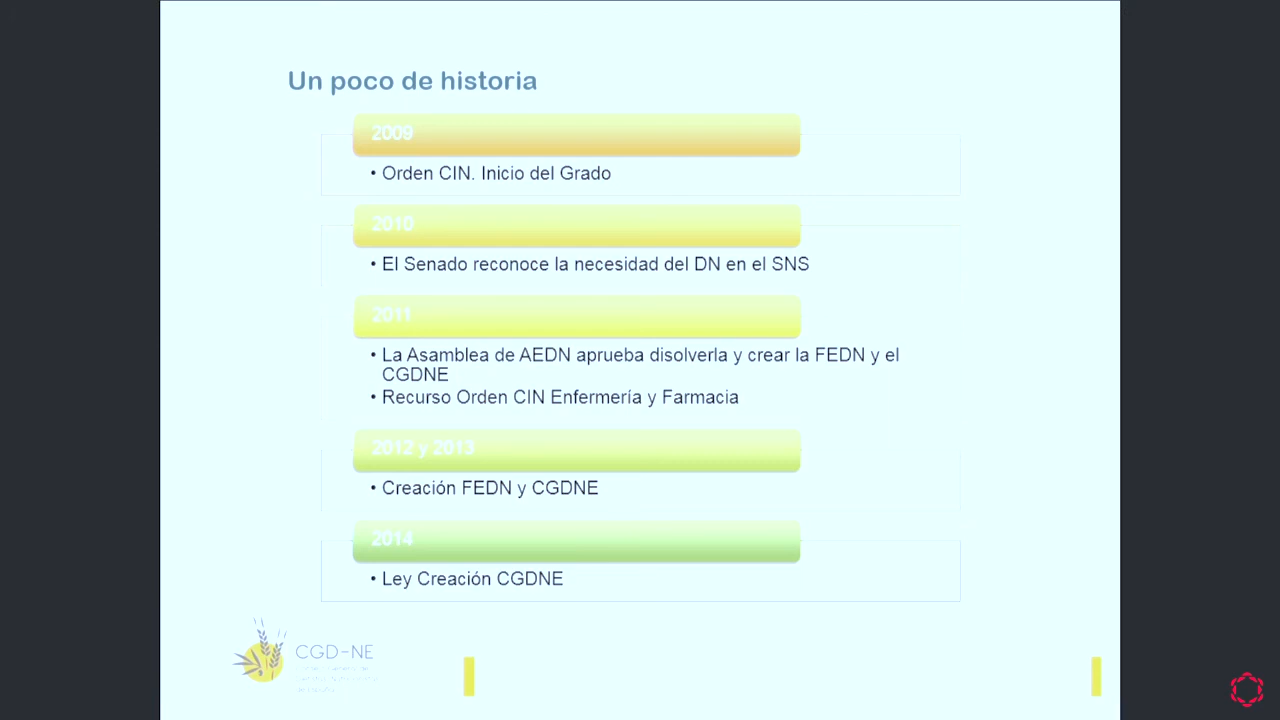 Un poco de historia
2009
• Orden CIN. Inicio del Grado
2010
• El Senado reconoce la necesidad del DN en el SNS
2011
• La Asamblea de AEDN aprueba disolverla y crear la FEDN y el
CGDNE
• Recurso Orden CIN Enfermería y Farmacia
2012 y 2013
• Creación FEDN y CGDNE
2014
• Ley Creación CGDNE
CGD-NE